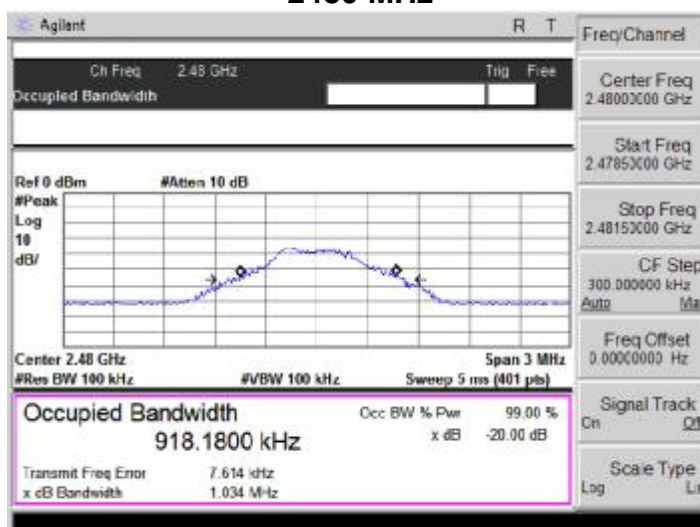 2480 MHz
Agilent R T
Freq/Channel
Ch Freq 2.48 GHz Trig Free
Occupied Bandwidth
Center Freq
2.48000000 GHz
Start Freq
2.47850000 GHz
Stop Freq
2.48150000 GHz
CF Step
300.000000 kHz
Auto Ma
Freq Offset
0.00000000 Hz
Signal Track
On Of
Scale Type
Log Li
Ref 0 dBm #Atten 10 dB
#Peak
Log
10
dB/
Center 2.48 GHz Span 3 MHz
#Res BW 100 kHz #VBW 100 kHz Sweep 5 ms (401 pts)
Occupied Bandwidth Occ BW % Pwr 99.00 %
918.1800 kHz x dB -20.00 dB
Transmit Freq Error 7.614 kHz
x dB Bandwidth 1.034 MHz